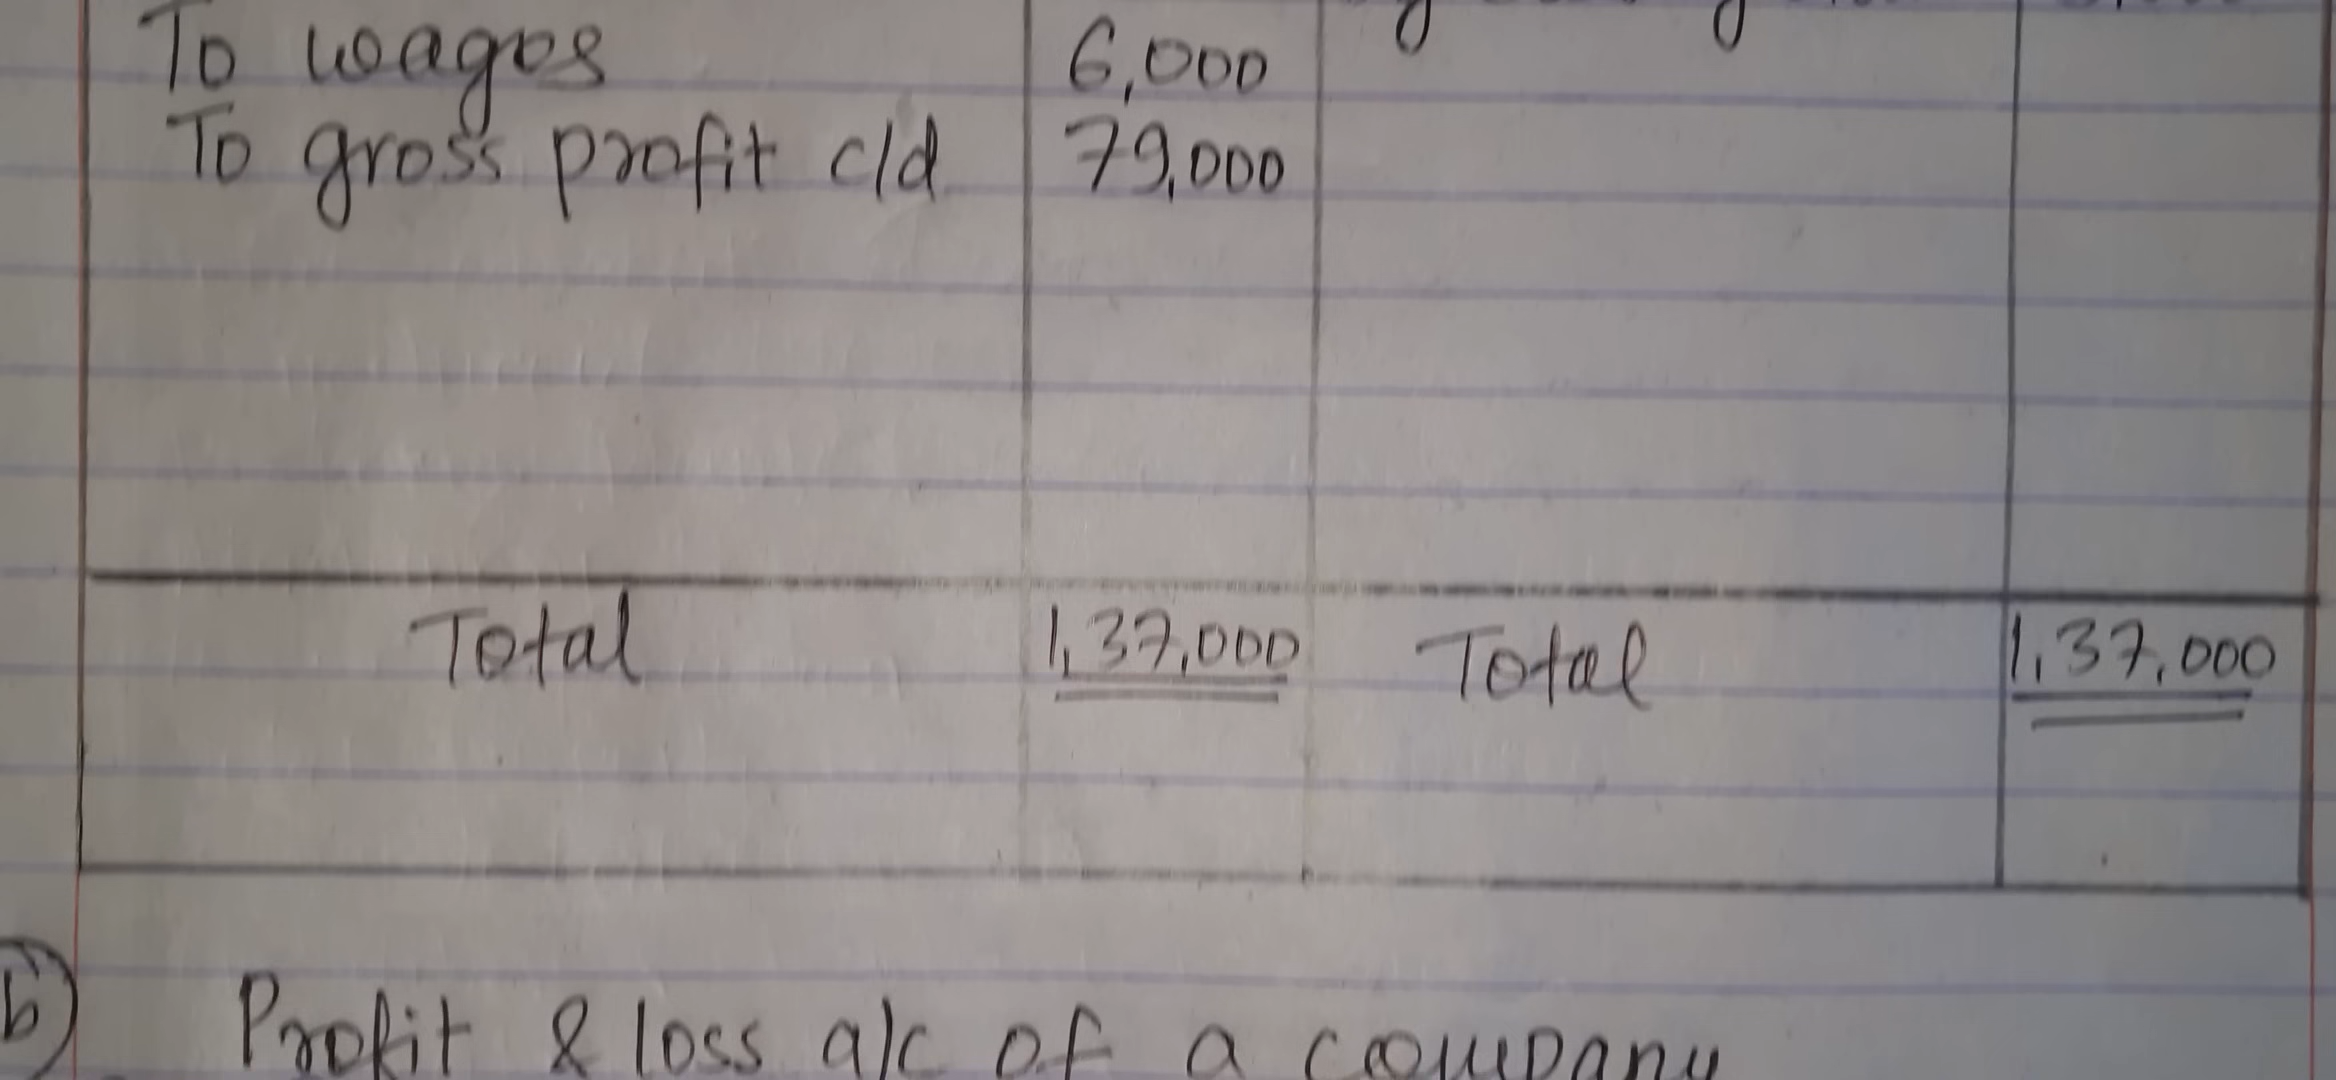 To wages 6,000
To gross profit c/d 79,000
Total 1,37,000 Total 1,37,000
b) Profit & loss a/c of a company